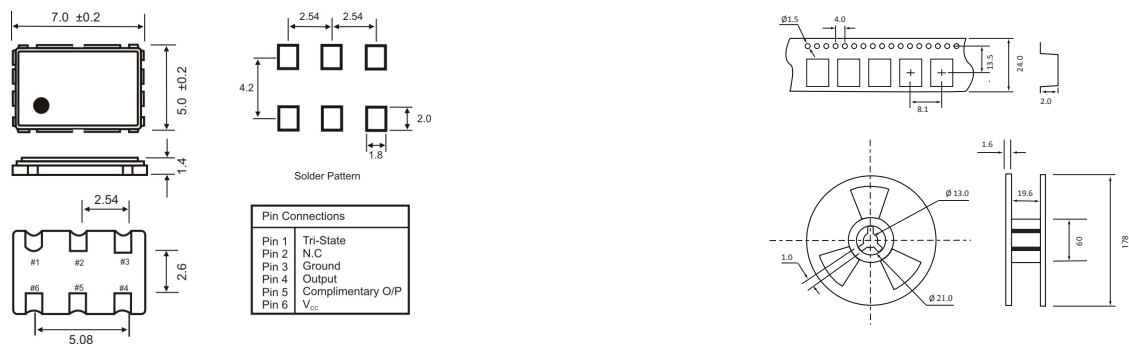 7.0 ±0.2
5.0 ±0.2
1.4
2.54
#1 #2 #3
#6 #5 #4
2.6
5.08
2.54 2.54
4.2
2.0
1.8
Solder Pattern
Pin Connections
Pin 1 Tri-State
Pin 2 N.C
Pin 3 Ground
Pin 4 Output
Pin 5 Complimentary O/P
Pin 6 Vcc
Ø1.5 4.0
13.5
24.0
8.1
2.0
1.6
Ø 13.0
19.6
60
178
1.0
Ø 21.0